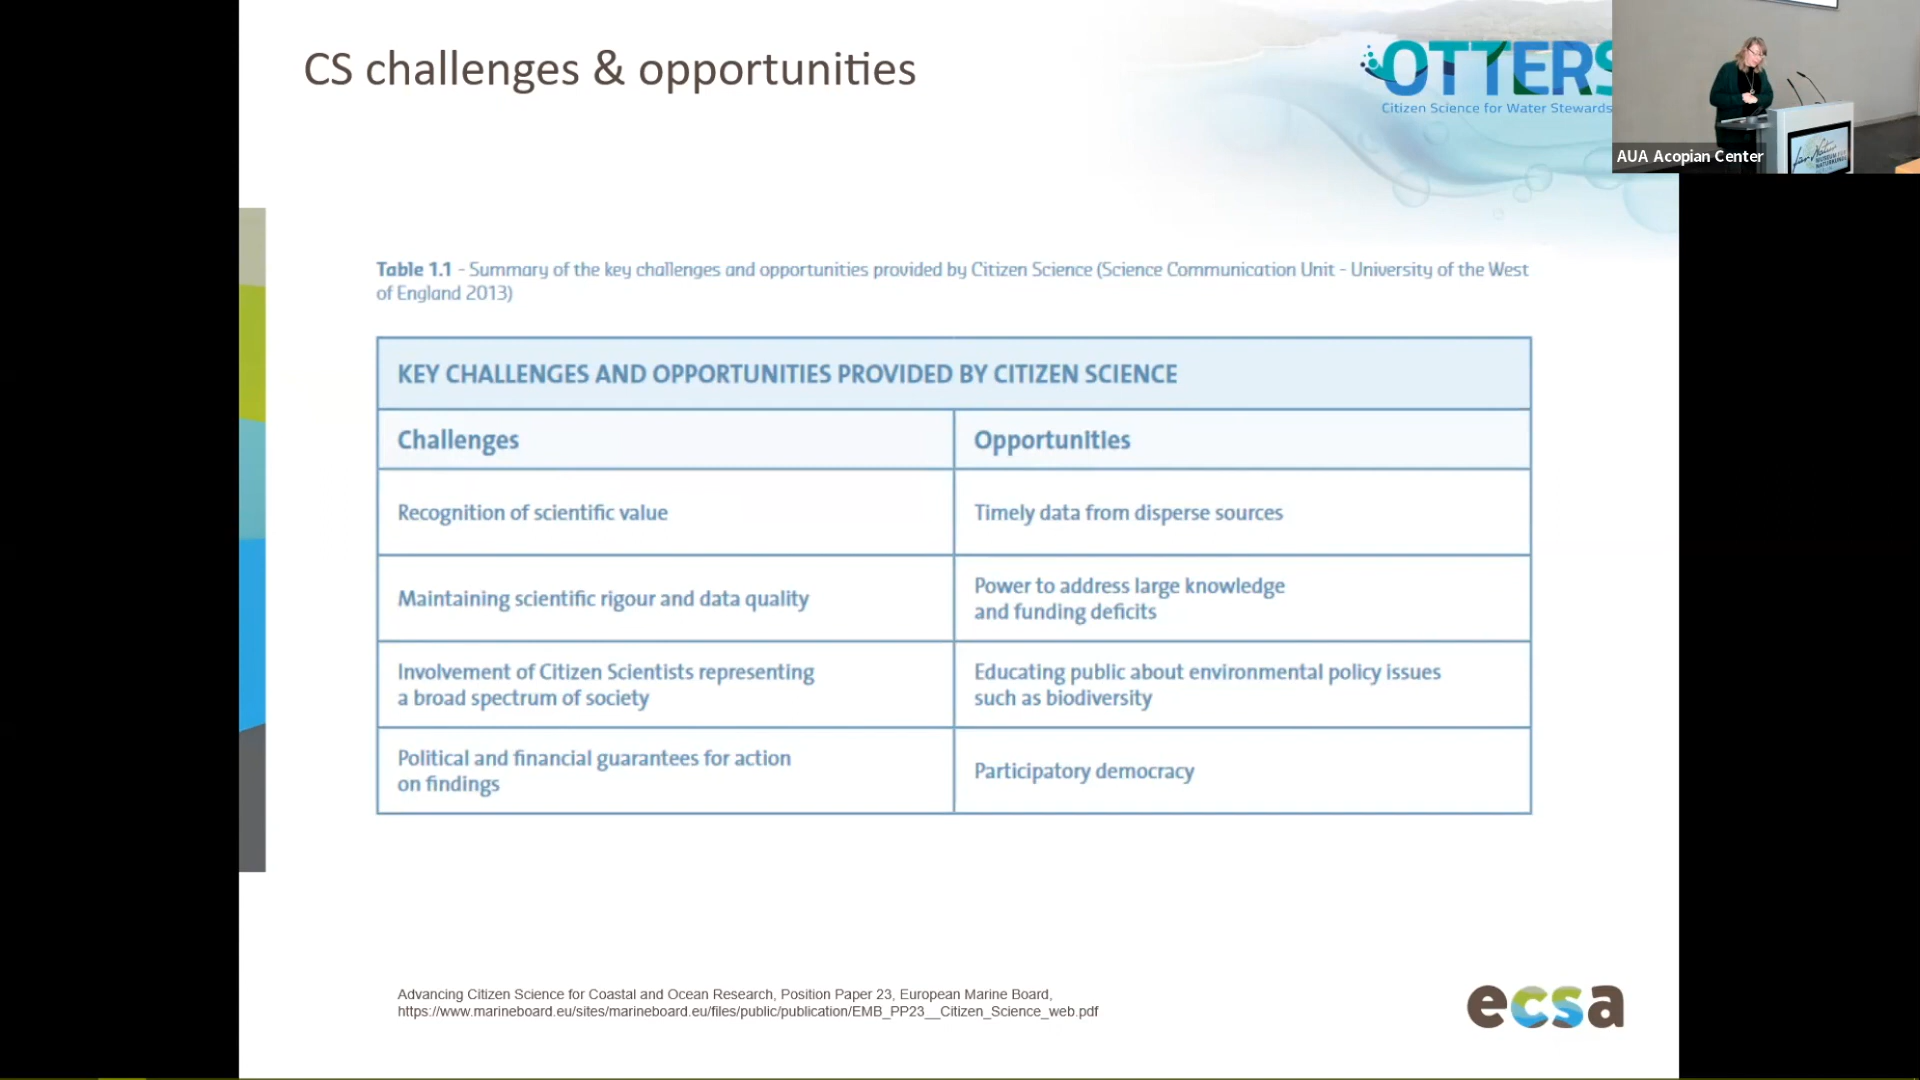 CS challenges & opportunities
OTTERS
Citizen Science for Water Stewards
AUA Acopian Center
für Natur
MUSEUM FÜR
NATURKUNDE
Table 1.1 - Summary of the key challenges and opportunities provided by Citizen Science (Science Communication Unit - University of the West
of England 2013)
KEY CHALLENGES AND OPPORTUNITIES PROVIDED BY CITIZEN SCIENCE
Challenges
Opportunities
Recognition of scientific value
Timely data from disperse sources
Maintaining scientific rigour and data quality
Power to address large knowledge
and funding deficits
Involvement of Citizen Scientists representing
a broad spectrum of society
Educating public about environmental policy issues
such as biodiversity
Political and financial guarantees for action
on findings
Participatory democracy
Advancing Citizen Science for Coastal and Ocean Research, Position Paper 23, European Marine Board,
https://www.marineboard.eu/sites/marineboard.eu/files/public/publication/EMB_PP23__Citizen_Science_web.pdf
ecsa